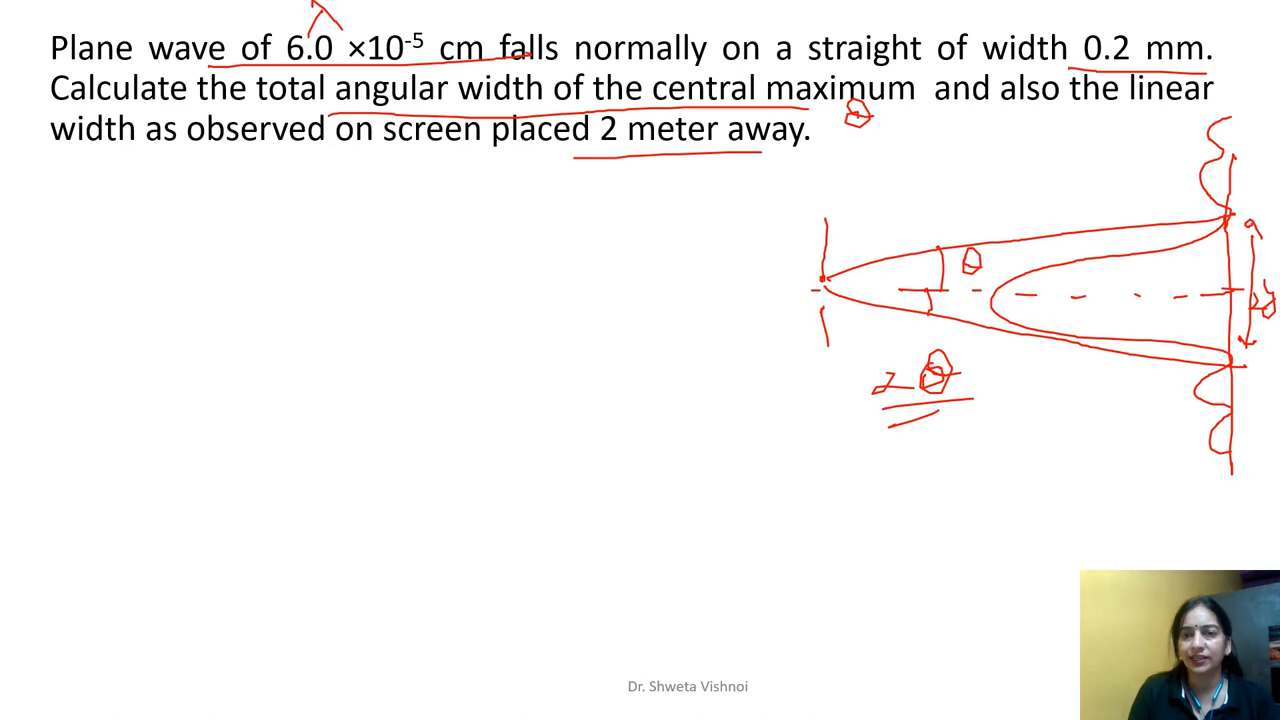 λ
Plane wave of 6.0 ×10⁻⁵ cm falls normally on a straight of width 0.2 mm.
Calculate the total angular width of the central maximum and also the linear
width as observed on screen placed 2 meter away.
θ
θ
2y
2θ
Dr. Shweta Vishnoi